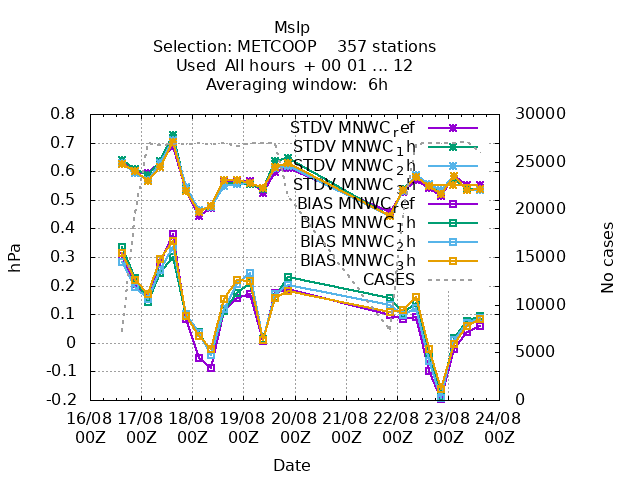 Mslp
Selection: METCOOP 357 stations
Used All hours + 00 01 ... 12
Averaging window: 6h
STDV MNWC_ref
STDV MNWC_1h
STDV MNWC_2h
STDV MNWC_3h
BIAS MNWC_ref
BIAS MNWC_1h
BIAS MNWC_2h
BIAS MNWC_3h
CASES
0.8
0.7
0.6
0.5
0.4
0.3
0.2
0.1
0
-0.1
-0.2
hPa
30000
25000
20000
15000
10000
5000
0
No cases
16/08 17/08 18/08 19/08 20/08 21/08 22/08 23/08 24/08
00Z 00Z 00Z 00Z 00Z 00Z 00Z 00Z 00Z
Date